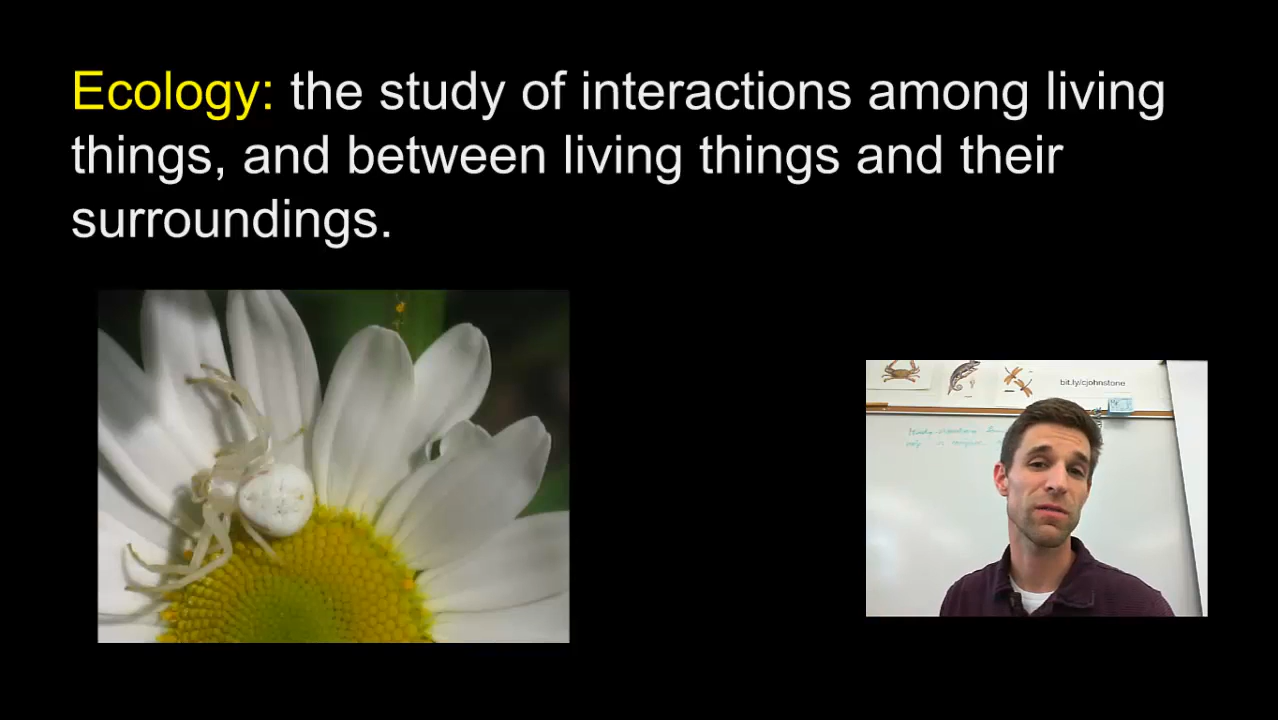 Ecology: the study of interactions among living
things, and between living things and their
surroundings.
bit.ly/cjohnstone